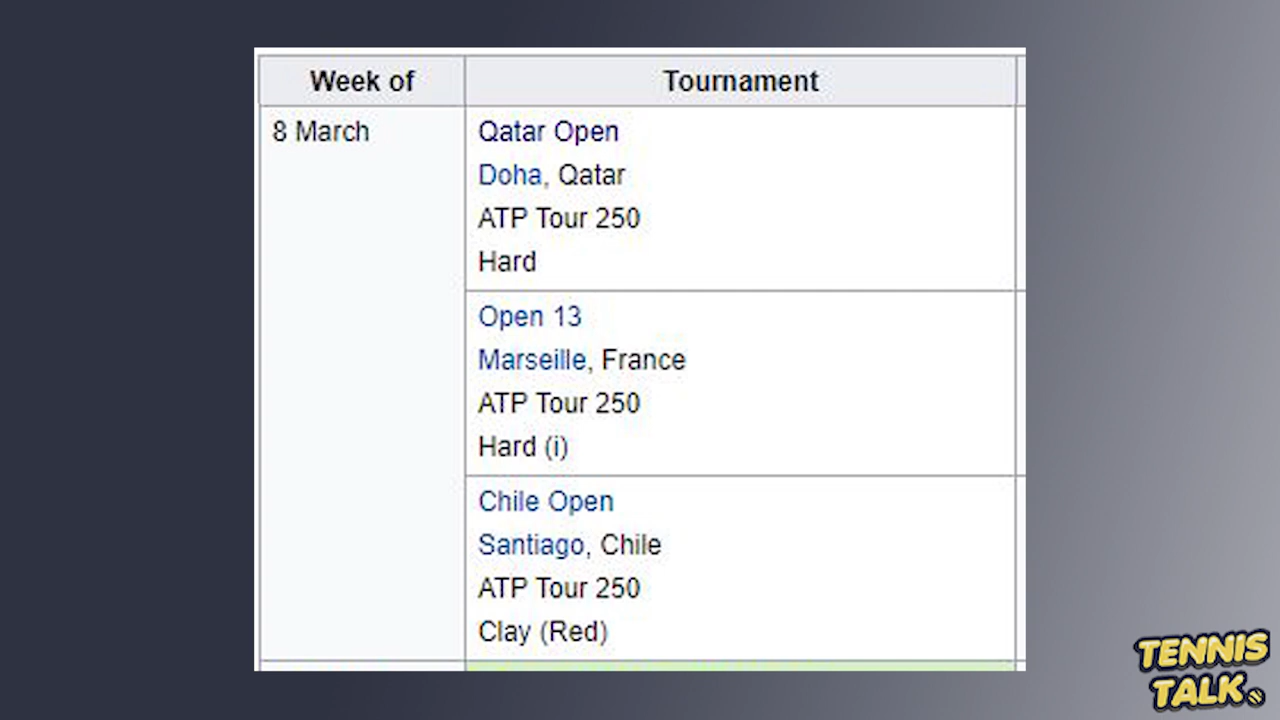 Week of
Tournament
8 March
Qatar Open
Doha, Qatar
ATP Tour 250
Hard
Open 13
Marseille, France
ATP Tour 250
Hard (i)
Chile Open
Santiago, Chile
ATP Tour 250
Clay (Red)
TENNIS
TALK